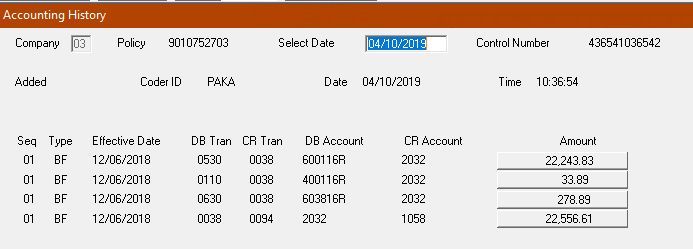 Accounting History
Company 03 Policy 9010752703 Select Date 04/10/2019 Control Number 436541036542
Added Coder ID PAKA Date 04/10/2019 Time 10:36:54
Seq Type Effective Date DB Tran CR Tran DB Account CR Account Amount
01 BF 12/06/2018 0530 0038 600116R 2032 22,243.83
01 BF 12/06/2018 0110 0038 400116R 2032 33.89
01 BF 12/06/2018 0630 0038 603816R 2032 278.89
01 BF 12/06/2018 0038 0094 2032 1058 22,556.61